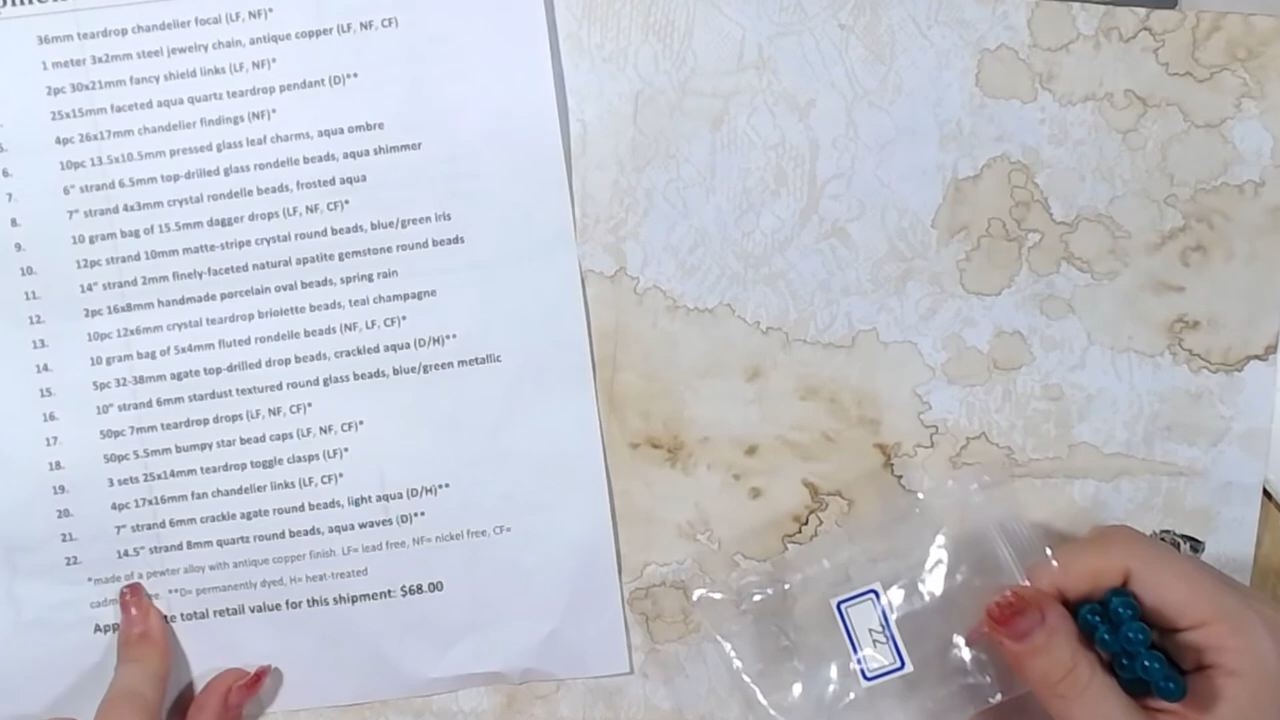 36mm teardrop chandelier focal (LF, NF)*
1 meter 3x2mm steel jewelry chain, antique copper (LF, NF, CF)
2pc 30x21mm fancy shield links (LF, NF)*
25x15mm faceted aqua quartz teardrop pendant (D)**
5. 4pc 26x17mm chandelier findings (NF)*
6. 10pc 13.5x10.5mm pressed glass leaf charms, aqua ombre
7. 6" strand 6.5mm top-drilled glass rondelle beads, aqua shimmer
8. 7" strand 4x3mm crystal rondelle beads, frosted aqua
9. 10 gram bag of 15.5mm dagger drops (LF, NF, CF)*
10. 12pc strand 10mm matte-stripe crystal round beads, blue/green iris
11. 14" strand 2mm finely-faceted natural apatite gemstone round beads
12. 2pc 16x8mm handmade porcelain oval beads, spring rain
13. 10pc 12x6mm crystal teardrop briolette beads, teal champagne
14. 10 gram bag of 5x4mm fluted rondelle beads (NF, LF, CF)*
15. 5pc 32-38mm agate top-drilled drop beads, crackled aqua (D/H)**
16. 10" strand 6mm stardust textured round glass beads, blue/green metallic
17. 50pc 7mm teardrop drops (LF, NF, CF)*
18. 50pc 5.5mm bumpy star bead caps (LF, NF, CF)*
19. 3 sets 25x14mm teardrop toggle clasps (LF)*
20. 4pc 17x16mm fan chandelier links (LF, CF)*
21. 7" strand 6mm crackle agate round beads, light aqua (D/H)**
22. 14.5" strand 8mm quartz round beads, aqua waves (D)**
*made of a pewter alloy with antique copper finish. LF= lead free, NF= nickel free, CF=
**D= permanently dyed, H= heat-treated
total retail value for this shipment: $68.00
22